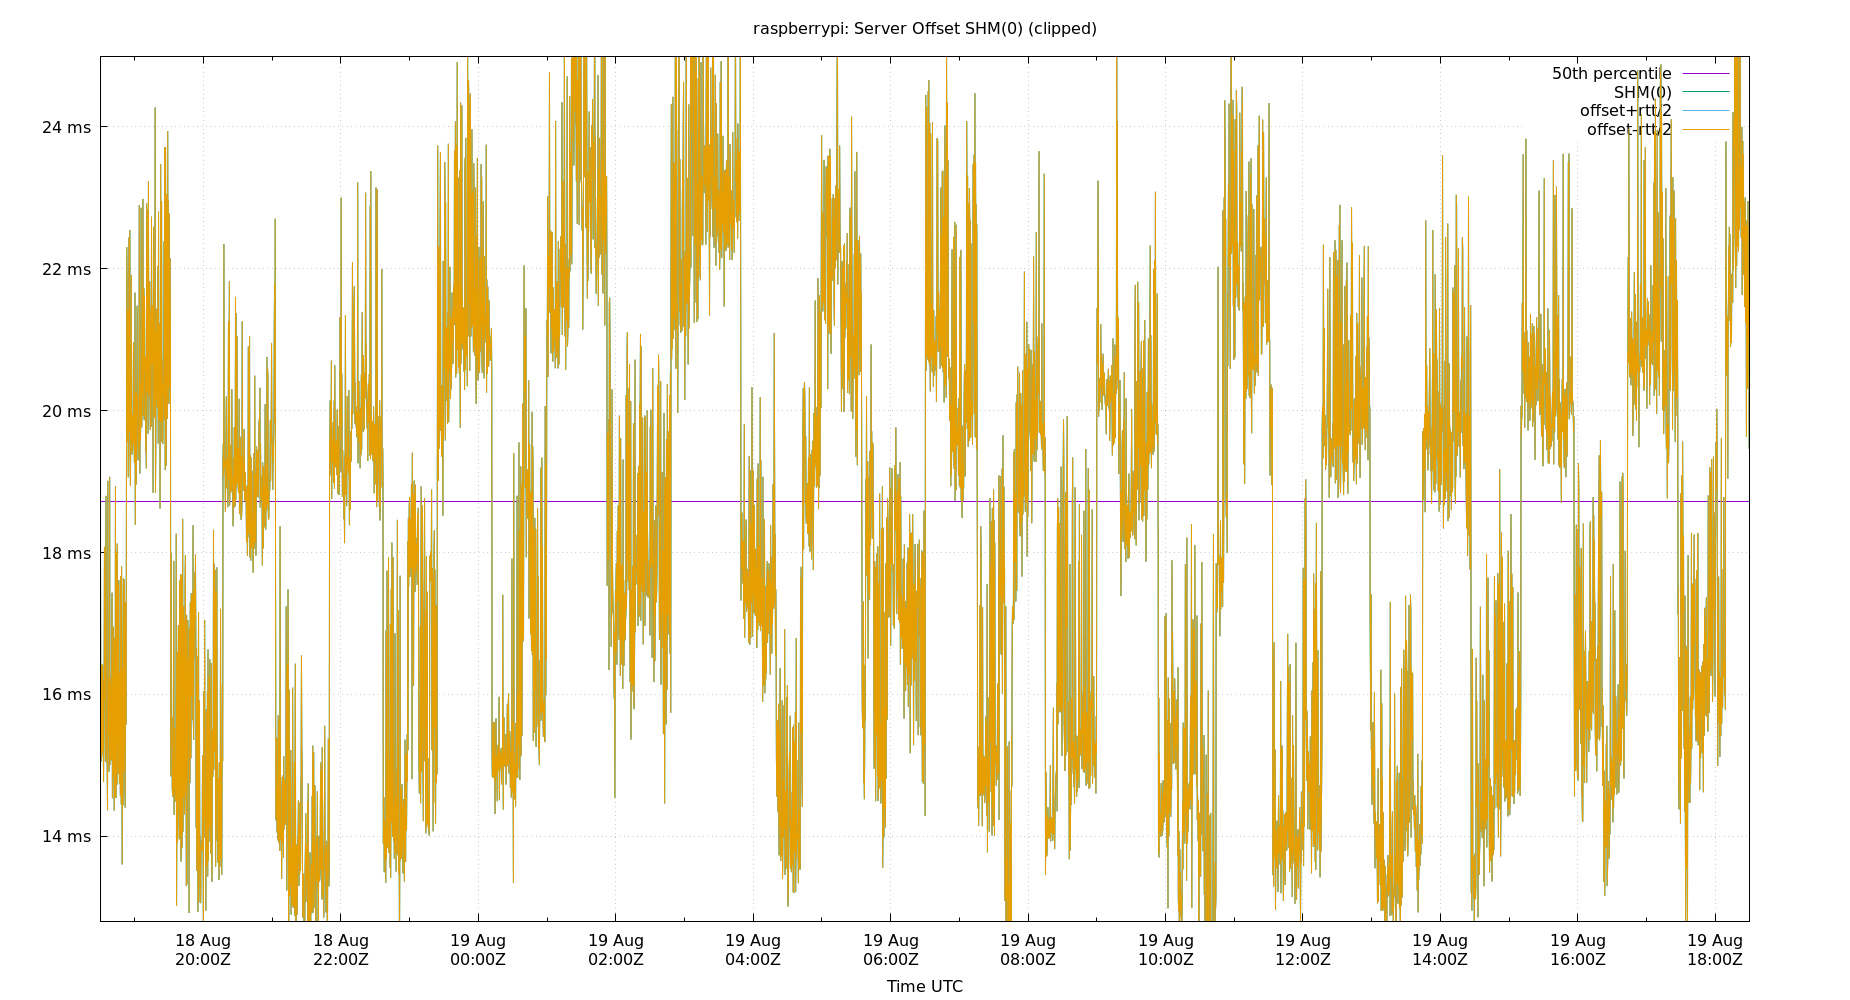 raspberrypi: Server Offset SHM(0) (clipped)
50th percentile
SHM(0)
offset+rtt/2
offset-rtt/2
24 ms
22 ms
20 ms
18 ms
16 ms
14 ms
18 Aug 18 Aug 19 Aug 19 Aug 19 Aug 19 Aug 19 Aug 19 Aug 19 Aug 19 Aug 19 Aug 19 Aug
20:00Z 22:00Z 00:00Z 02:00Z 04:00Z 06:00Z 08:00Z 10:00Z 12:00Z 14:00Z 16:00Z 18:00Z
Time UTC